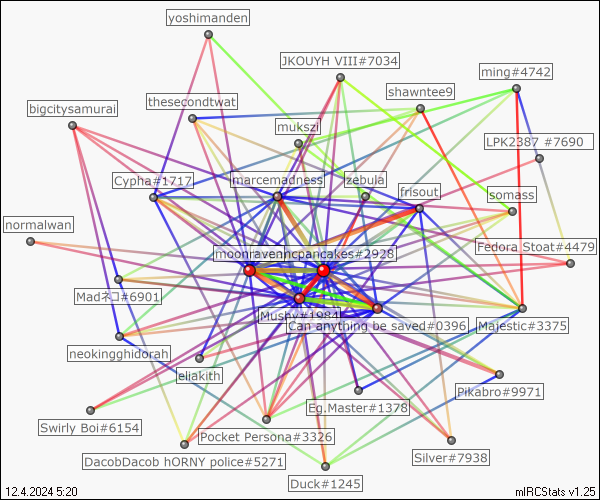 yoshimanden
JKOUYH VIII#7034
ming#4742
shawntee9
thesecondtwat
bigcitysamurai
mukszi
LPK2387 #7690
Cypha#1717
marcemadness
zebula
frisout
somass
normalwan
Fedora Stoat#4479
moonravenncpancakes#2928
Madネコ#6901
Mushy#1984
Can anything be saved#0396
Majestic#3375
neokingghidorah
eliakith
Pikabro#9971
Eg.Master#1378
Swirly Boi#6154
Pocket Persona#3326
Silver#7938
DacobDacob hORNY police#5271
Duck#1245
12.4.2024 5:20
mIRCStats v1.25